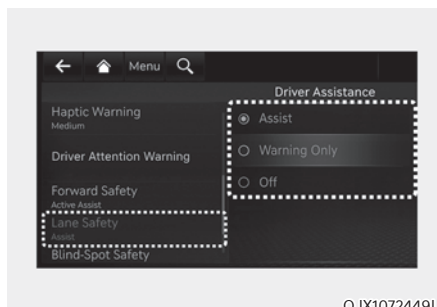 Menu
Driver Assistance
Haptic Warning
Medium
Driver Attention Warning
Forward Safety
Active Assist
Lane Safety
Assist
Blind-Spot Safety
Assist
Warning Only
Off
OJX1072449L